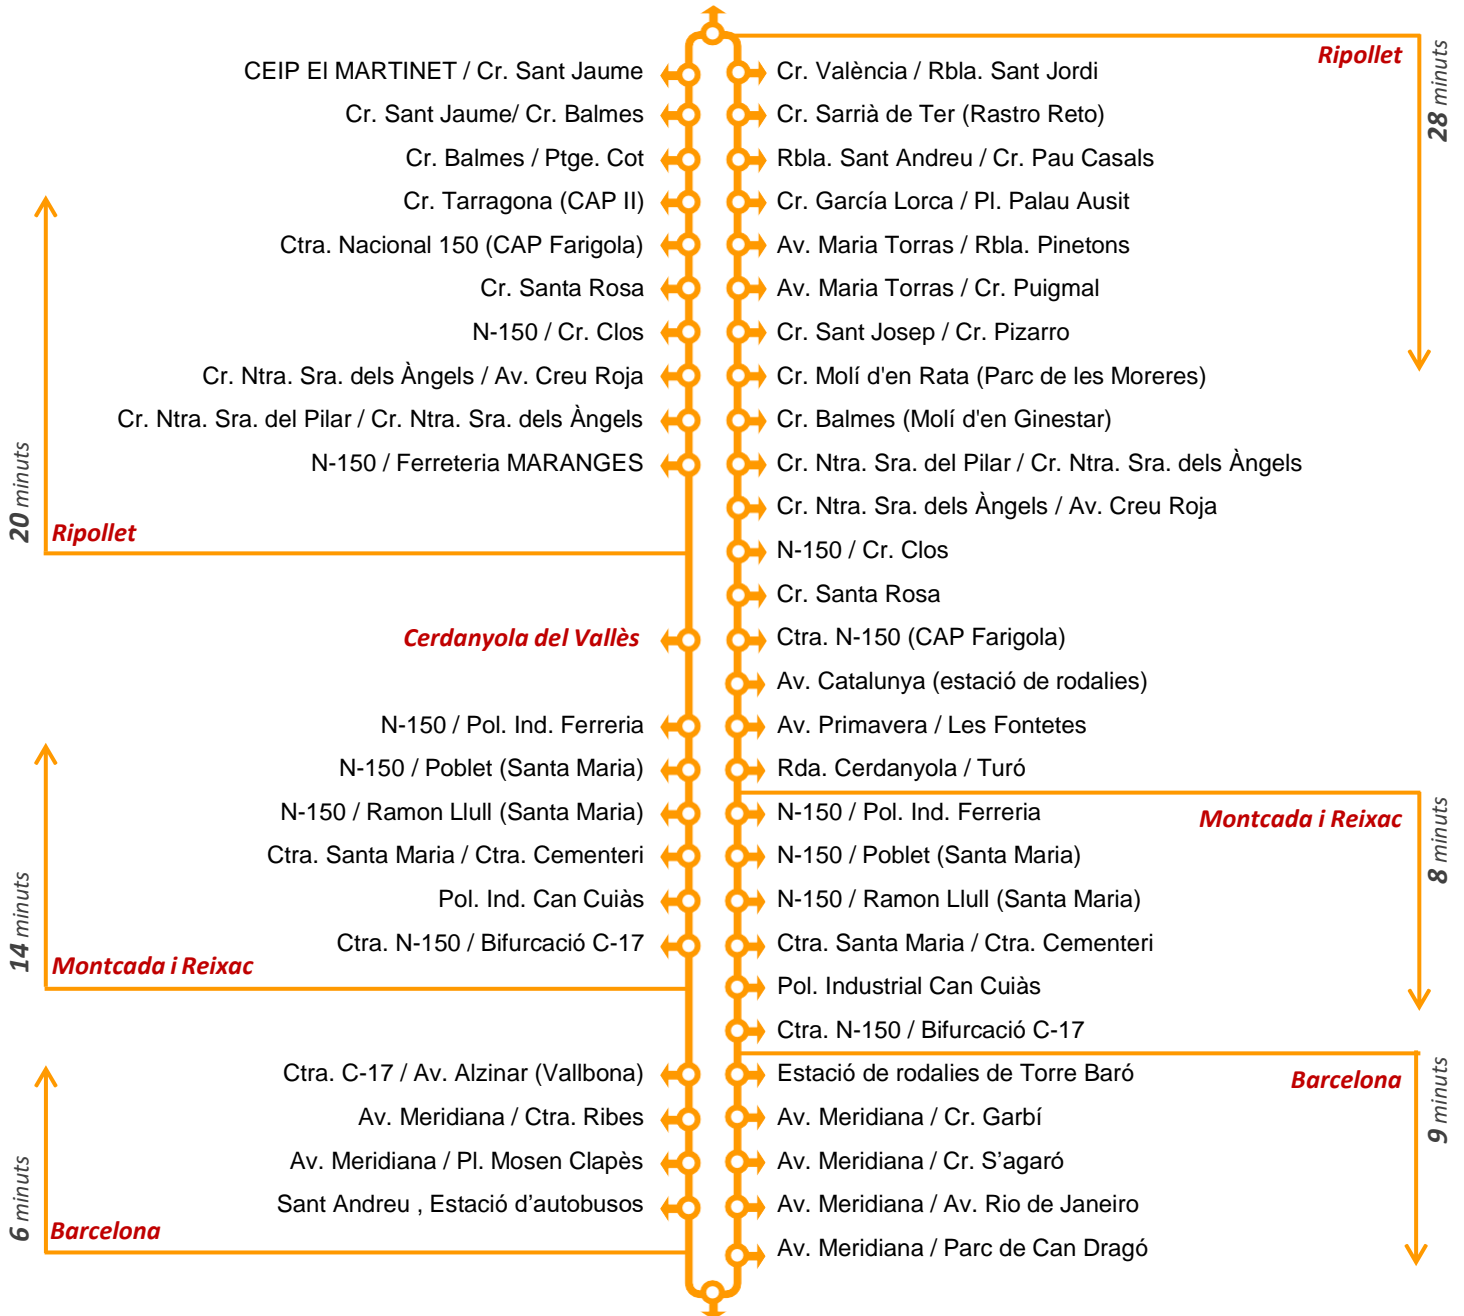 CEIP El MARTINET / Cr. Sant Jaume
Cr. Sant Jaume/ Cr. Balmes
Cr. Balmes / Ptge. Cot
Cr. Tarragona (CAP II)
Ctra. Nacional 150 (CAP Farigola)
Cr. Santa Rosa
N-150 / Cr. Clos
Cr. Ntra. Sra. dels Àngels / Av. Creu Roja
Cr. Ntra. Sra. del Pilar / Cr. Ntra. Sra. dels Àngels
N-150 / Ferreteria MARANGES
20 minuts
Ripollet
Cerdanyola del Vallès
N-150 / Pol. Ind. Ferreria
N-150 / Poblet (Santa Maria)
N-150 / Ramon Llull (Santa Maria)
Ctra. Santa Maria / Ctra. Cementeri
Pol. Ind. Can Cuiàs
Ctra. N-150 / Bifurcació C-17
14 minuts
Montcada i Reixac
Ctra. C-17 / Av. Alzinar (Vallbona)
Av. Meridiana / Ctra. Ribes
Av. Meridiana / Pl. Mosen Clapès
Sant Andreu , Estació d’autobusos
6 minuts
Barcelona
Ripollet
28 minuts
Cr. València / Rbla. Sant Jordi
Cr. Sarrià de Ter (Rastro Reto)
Rbla. Sant Andreu / Cr. Pau Casals
Cr. García Lorca / Pl. Palau Ausit
Av. Maria Torras / Rbla. Pinetons
Av. Maria Torras / Cr. Puigmal
Cr. Sant Josep / Cr. Pizarro
Cr. Molí d'en Rata (Parc de les Moreres)
Cr. Balmes (Molí d'en Ginestar)
Cr. Ntra. Sra. del Pilar / Cr. Ntra. Sra. dels Àngels
Cr. Ntra. Sra. dels Àngels / Av. Creu Roja
N-150 / Cr. Clos
Cr. Santa Rosa
Ctra. N-150 (CAP Farigola)
Av. Catalunya (estació de rodalies)
Av. Primavera / Les Fontetes
Rda. Cerdanyola / Turó
N-150 / Pol. Ind. Ferreria
Montcada i Reixac
8 minuts
N-150 / Poblet (Santa Maria)
N-150 / Ramon Llull (Santa Maria)
Ctra. Santa Maria / Ctra. Cementeri
Pol. Industrial Can Cuiàs
Ctra. N-150 / Bifurcació C-17
Estació de rodalies de Torre Baró
Barcelona
9 minuts
Av. Meridiana / Cr. Garbí
Av. Meridiana / Cr. S’agaró
Av. Meridiana / Av. Rio de Janeiro
Av. Meridiana / Parc de Can Dragó